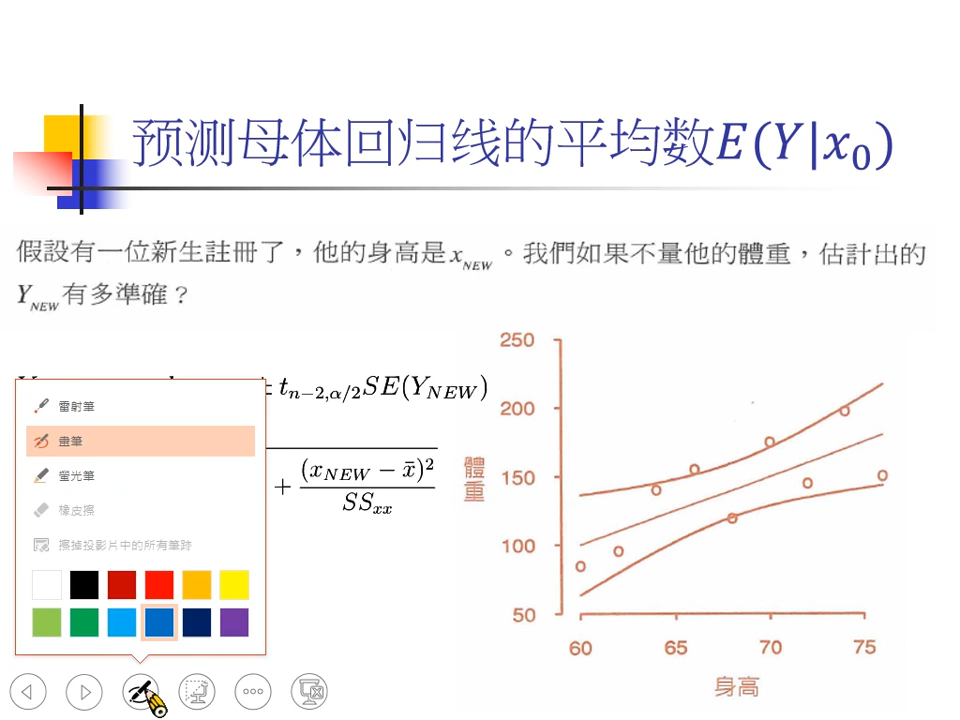 预测母体回归线的平均数E(Y|x₀)
假設有一位新生註冊了，他的身高是x_NEW。我們如果不量他的體重，估計出的
Y_NEW有多準確？
t_{n−2,α/2}SE(Y_NEW)
+ (x_NEW − x̄)²
SS_xx
雷射筆
畫筆
螢光筆
橡皮擦
擦掉投影片中的所有筆跡
250
200
150
100
50
體重
60 65 70 75
身高